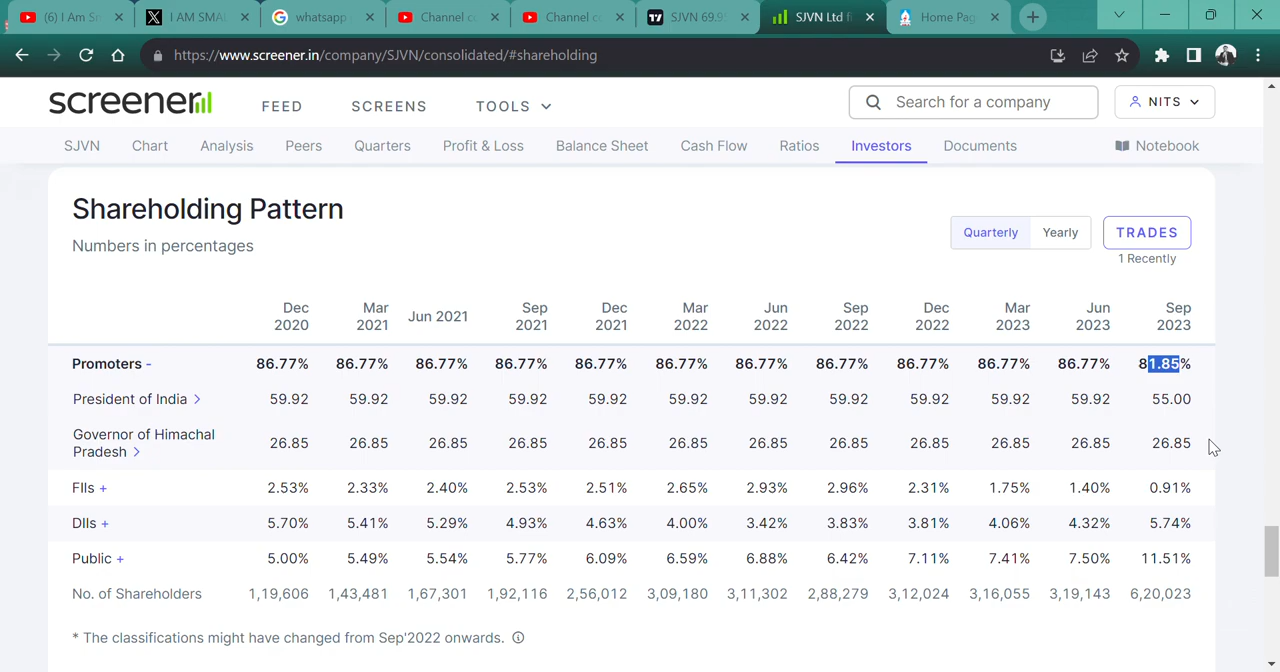 (6) I Am Sm
I AM SMA
whatsapp
Channel c
Channel c
SJVN 69.9
SJVN Ltd fi
Home Pag
https://www.screener.in/company/SJVN/consolidated/#shareholding
screener
FEED
SCREENS
TOOLS
Search for a company
NITS
SJVN
Chart
Analysis
Peers
Quarters
Profit & Loss
Balance Sheet
Cash Flow
Ratios
Investors
Documents
Notebook
Shareholding Pattern
Numbers in percentages
Quarterly
Yearly
TRADES
1 Recently
Dec 2020 Mar 2021 Jun 2021 Sep 2021 Dec 2021 Mar 2022 Jun 2022 Sep 2022 Dec 2022 Mar 2023 Jun 2023 Sep 2023
Promoters - 86.77% 86.77% 86.77% 86.77% 86.77% 86.77% 86.77% 86.77% 86.77% 86.77% 86.77% 81.85%
President of India > 59.92 59.92 59.92 59.92 59.92 59.92 59.92 59.92 59.92 59.92 59.92 55.00
Governor of Himachal Pradesh > 26.85 26.85 26.85 26.85 26.85 26.85 26.85 26.85 26.85 26.85 26.85 26.85
FIIs + 2.53% 2.33% 2.40% 2.53% 2.51% 2.65% 2.93% 2.96% 2.31% 1.75% 1.40% 0.91%
DIIs + 5.70% 5.41% 5.29% 4.93% 4.63% 4.00% 3.42% 3.83% 3.81% 4.06% 4.32% 5.74%
Public + 5.00% 5.49% 5.54% 5.77% 6.09% 6.59% 6.88% 6.42% 7.11% 7.41% 7.50% 11.51%
No. of Shareholders 1,19,606 1,43,481 1,67,301 1,92,116 2,56,012 3,09,180 3,11,302 2,88,279 3,12,024 3,16,055 3,19,143 6,20,023
* The classifications might have changed from Sep'2022 onwards.